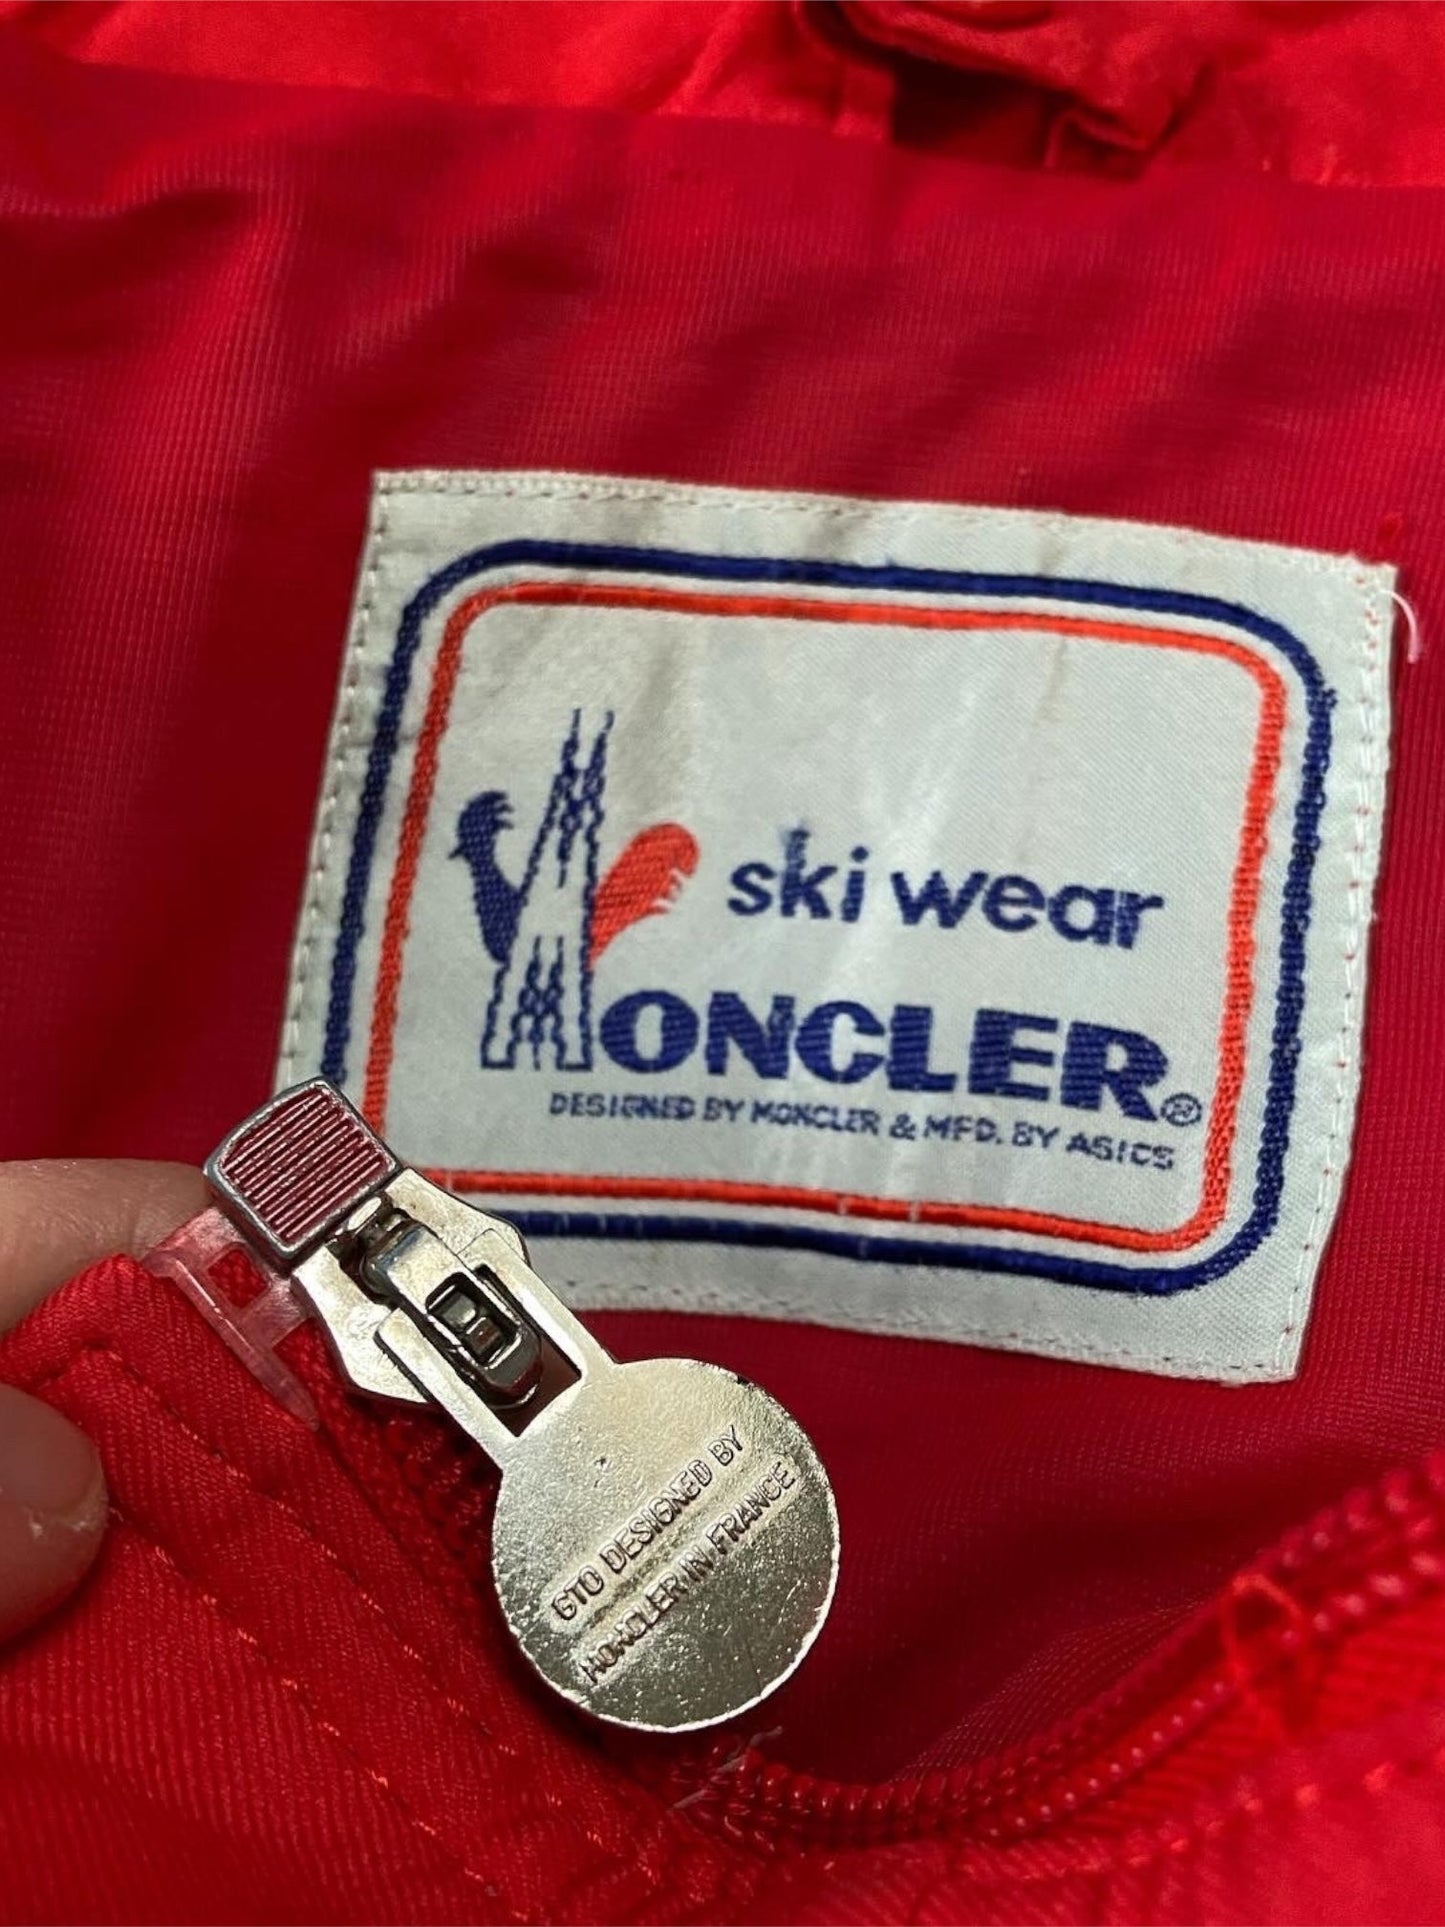 ski wear
MONCLER®
DESIGNED BY MONCLER & MFD. BY ASICS
GTO DESIGNED BY
MONCLER IN FRANCE